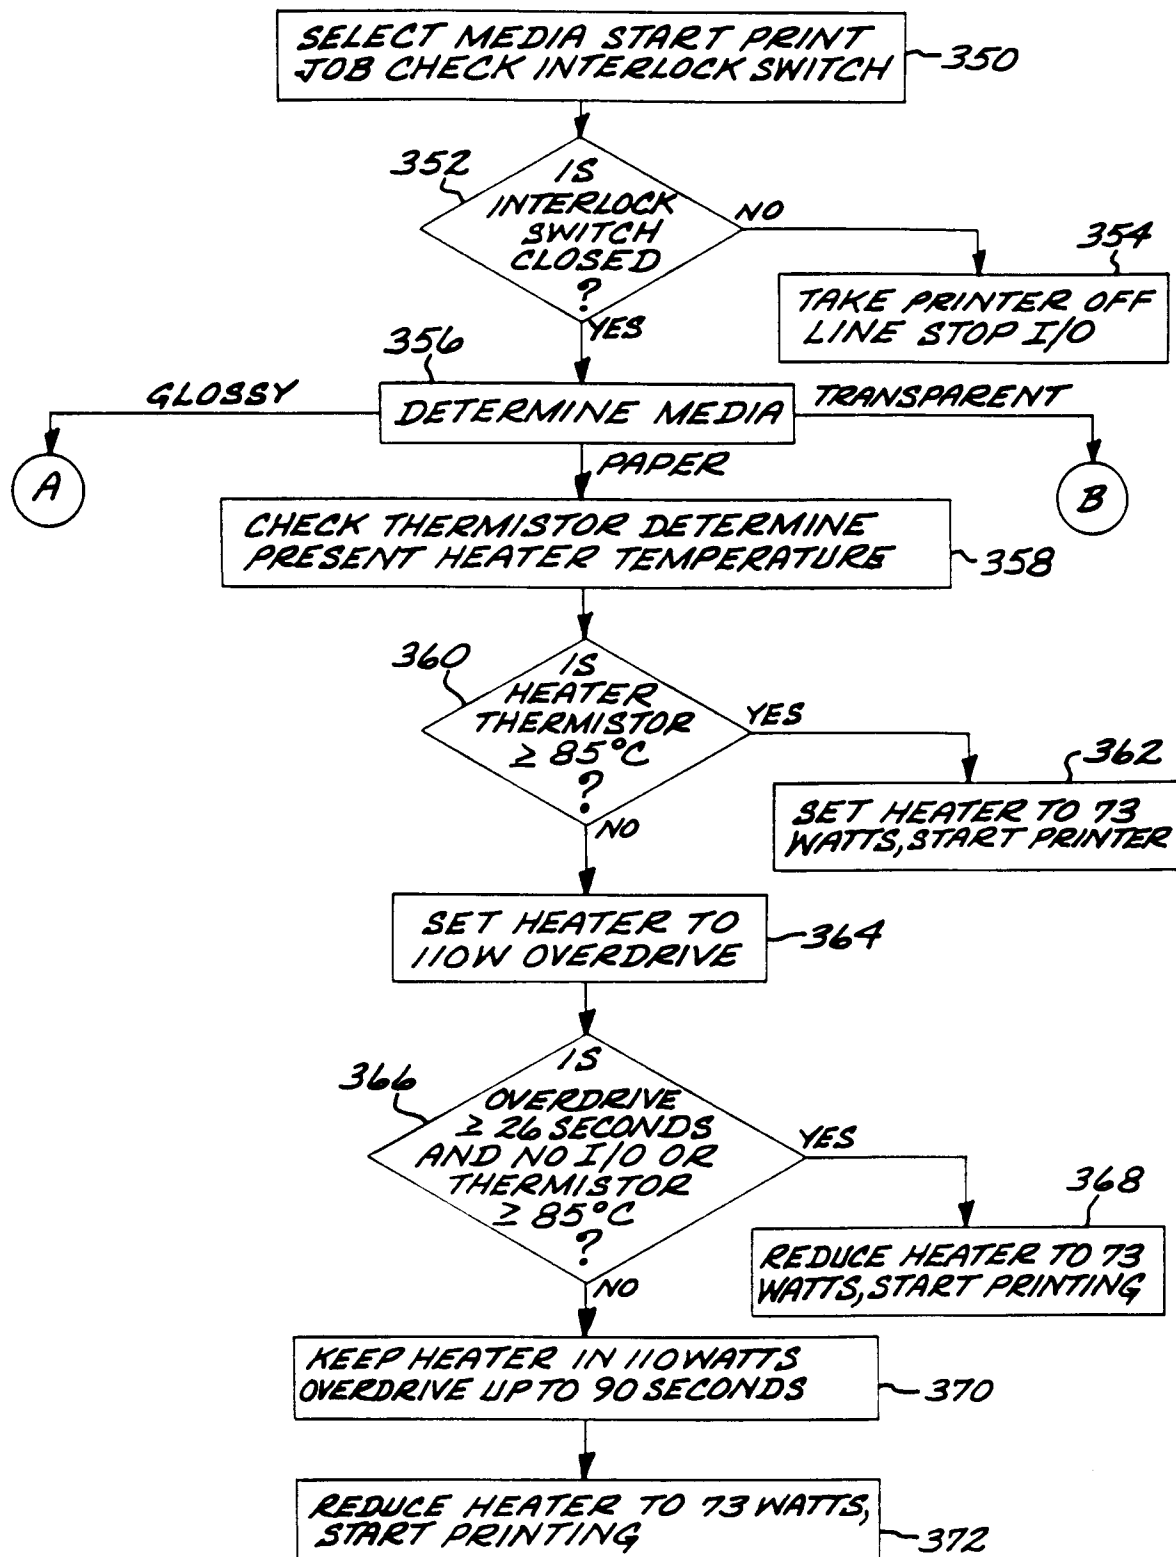 SELECT MEDIA START PRINT
JOB CHECK INTERLOCK SWITCH
350
352
IS
INTERLOCK
SWITCH
CLOSED
?
NO
354
TAKE PRINTER OFF
LINE STOP I/O
YES
356
GLOSSY
DETERMINE MEDIA
TRANSPARENT
A
PAPER
B
CHECK THERMISTOR DETERMINE
PRESENT HEATER TEMPERATURE
358
360
IS
HEATER
THERMISTOR
≥ 85°C
?
YES
362
SET HEATER TO 73
WATTS, START PRINTER
NO
SET HEATER TO
110W OVERDRIVE
364
366
IS
OVERDRIVE
≥ 26 SECONDS
AND NO I/O OR
THERMISTOR
≥ 85°C
?
YES
368
REDUCE HEATER TO 73
WATTS, START PRINTING
NO
KEEP HEATER IN 110 WATTS
OVERDRIVE UP TO 90 SECONDS
370
REDUCE HEATER TO 73 WATTS,
START PRINTING
372